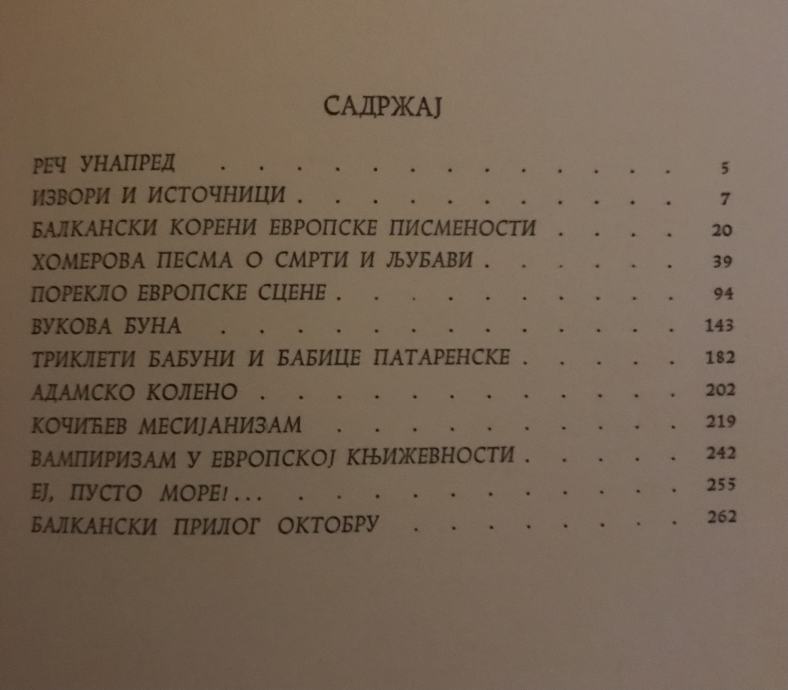 САДРЖАЈ
РЕЧ УНАПРЕД . . . . . . . . . . . . 5
ИЗВОРИ И ИСТОЧНИЦИ . . . . . . . . . . 7
БАЛКАНСКИ КОРЕНИ ЕВРОПСКЕ ПИСМЕНОСТИ . . . . 20
ХОМЕРОВА ПЕСМА О СМРТИ И ЉУБАВИ . . . . . . 39
ПОРЕКЛО ЕВРОПСКЕ СЦЕНЕ . . . . . . . . . 94
ВУКОВА БУНА . . . . . . . . . . . . 143
ТРИКЛЕТИ БАБУНИ И БАБИЦЕ ПАТАРЕНСКЕ . . . . . 182
АДАМСКО КОЛЕНО . . . . . . . . . . . 202
КОЧИЋЕВ МЕСИЈАНИЗАМ . . . . . . . . . 219
ВАМПИРИЗАМ У ЕВРОПСКОЈ КЊИЖЕВНОСТИ . . . . . 242
ЕЈ, ПУСТО МОРЕ! . . . . . . . . . . . . . 255
БАЛКАНСКИ ПРИЛОГ ОКТОБРУ . . . . . . . . 262